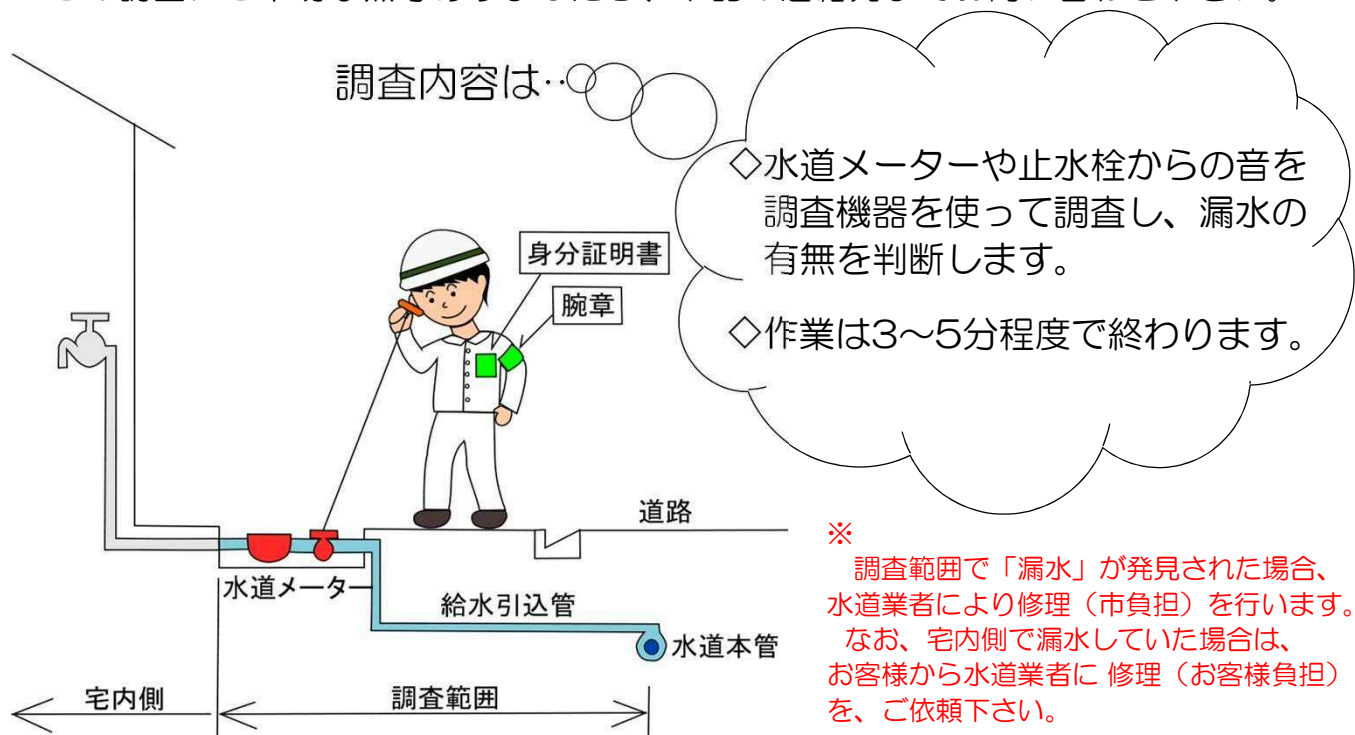 調査内容は‥
◇水道メーターや止水栓からの音を
調査機器を使って調査し、漏水の
有無を判断します。
◇作業は3～5分程度で終わります。
身分証明書
腕章
道路
水道メーター
給水引込管
水道本管
宅内側
調査範囲
※
調査範囲で「漏水」が発見された場合、
水道業者により修理（市負担）を行います。
なお、宅内側で漏水していた場合は、
お客様から水道業者に 修理（お客様負担）
を、ご依頼下さい。